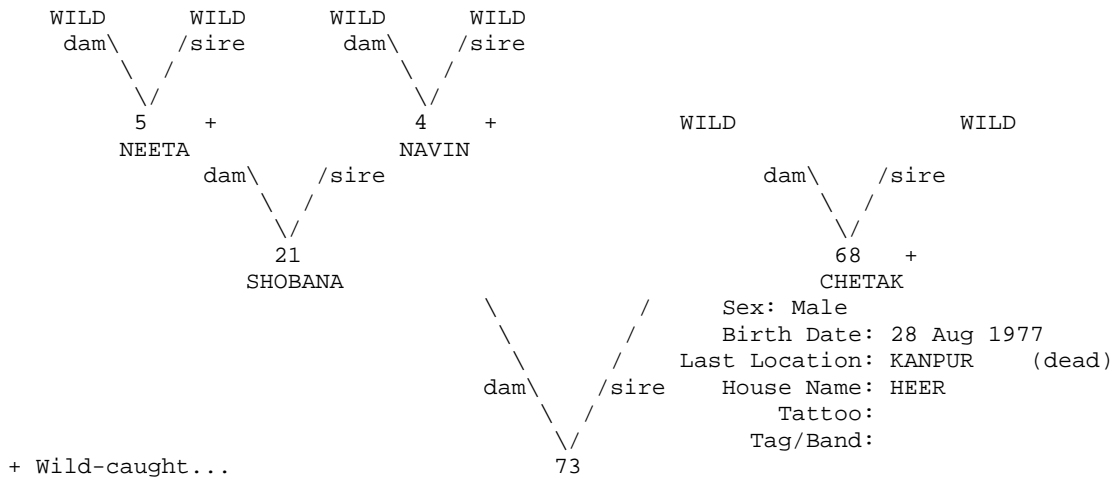 WILD WILD WILD WILD
dam\ /sire dam\ /sire
\ / \ /
\ / \ /
\/ \/
5 + 4 + WILD WILD
NEETA NAVIN
dam\ /sire dam\ /sire
\ / \ /
\ / \ /
\/ \/
21 68 +
SHOBANA CHETAK
\ / Sex: Male
\ / Birth Date: 28 Aug 1977
\ / Last Location: KANPUR (dead)
dam\ /sire House Name: HEER
\ / Tattoo:
\/ Tag/Band:
+ Wild-caught... 73